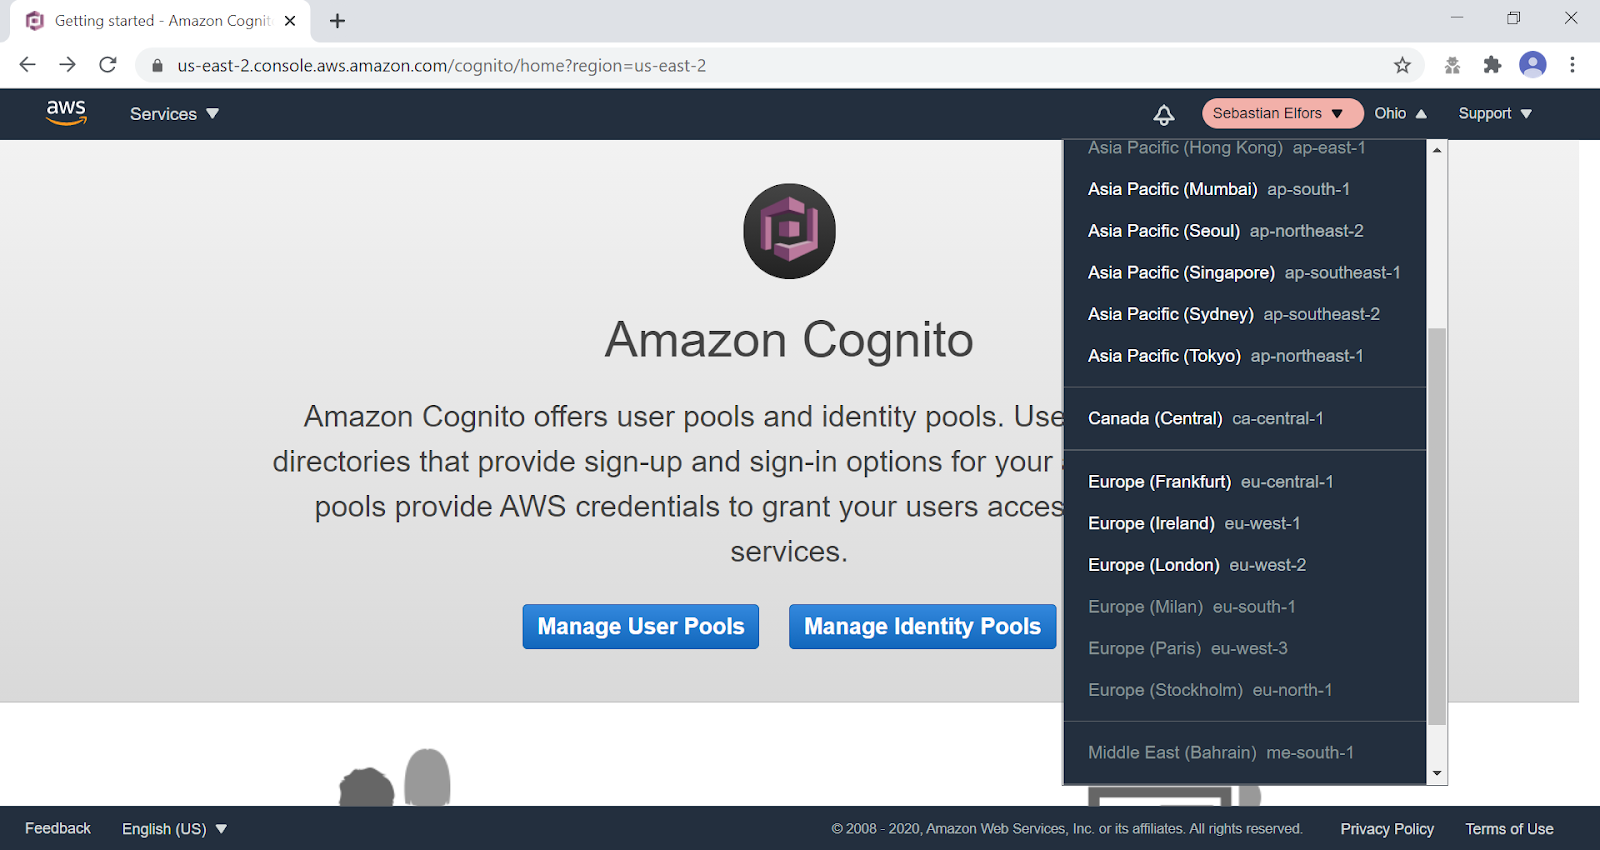 Getting started - Amazon Cognit
us-east-2.console.aws.amazon.com/cognito/home?region=us-east-2
aws
Services
Sebastian Elfors
Ohio
Support
Asia Pacific (Hong Kong) ap-east-1
Asia Pacific (Mumbai) ap-south-1
Asia Pacific (Seoul) ap-northeast-2
Asia Pacific (Singapore) ap-southeast-1
Asia Pacific (Sydney) ap-southeast-2
Asia Pacific (Tokyo) ap-northeast-1
Canada (Central) ca-central-1
Europe (Frankfurt) eu-central-1
Europe (Ireland) eu-west-1
Europe (London) eu-west-2
Europe (Milan) eu-south-1
Europe (Paris) eu-west-3
Europe (Stockholm) eu-north-1
Middle East (Bahrain) me-south-1
Amazon Cognito
Amazon Cognito offers user pools and identity pools. Use
directories that provide sign-up and sign-in options for your
pools provide AWS credentials to grant your users acces
services.
Manage User Pools
Manage Identity Pools
Feedback
English (US)
© 2008 - 2020, Amazon Web Services, Inc. or its affiliates. All rights reserved.
Privacy Policy
Terms of Use